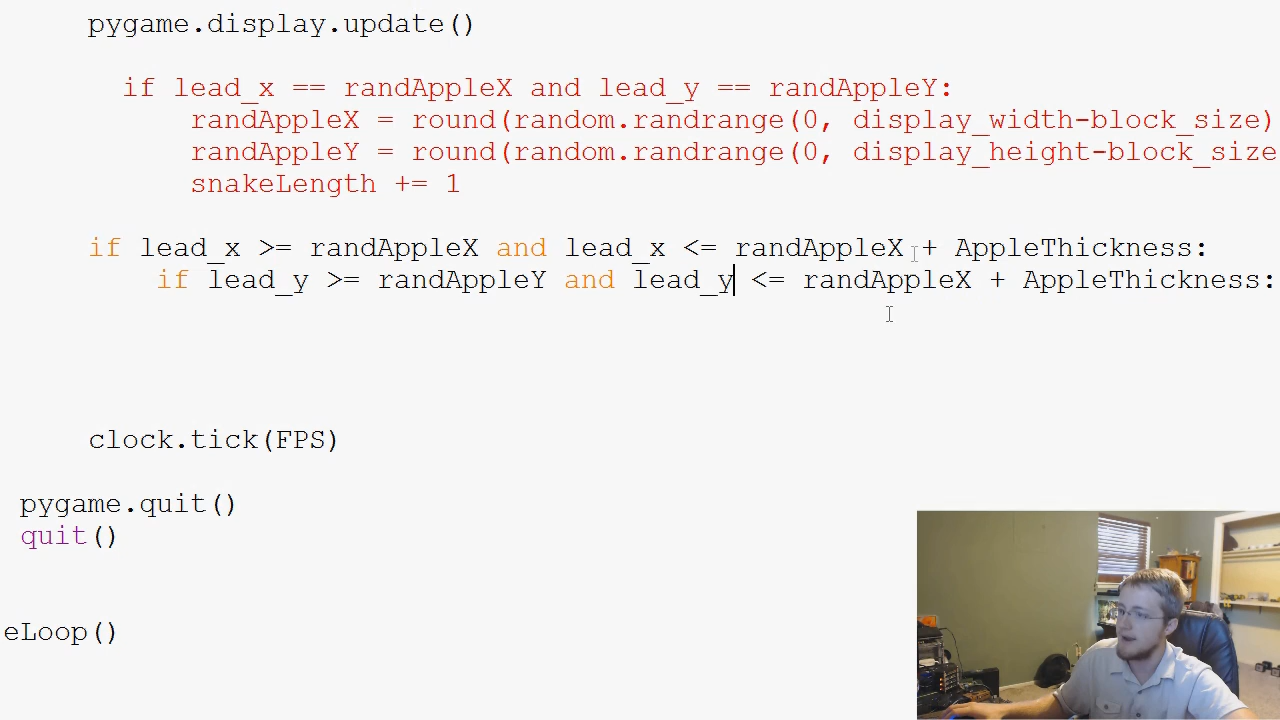 pygame.display.update()
if lead_x == randAppleX and lead_y == randAppleY:
randAppleX = round(random.randrange(0, display_width-block_size)
randAppleY = round(random.randrange(0, display_height-block_size
snakeLength += 1
if lead_x >= randAppleX and lead_x <= randAppleX + AppleThickness:
if lead_y >= randAppleY and lead_y <= randAppleX + AppleThickness:
clock.tick(FPS)
pygame.quit()
quit()
eLoop()